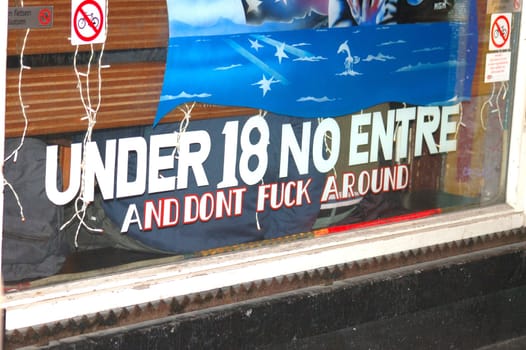 UNDER 18 NO ENTRE
AND DONT FUCK AROUND